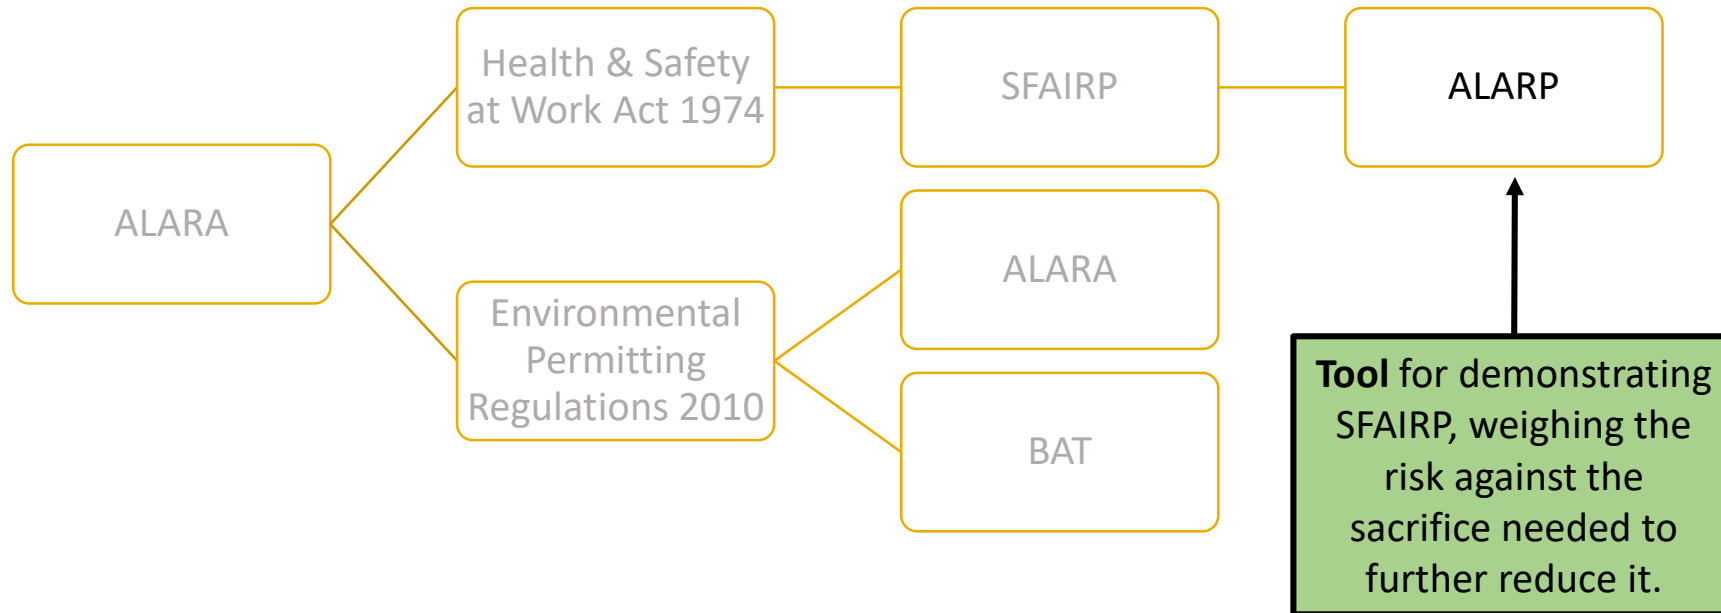 ALARA
Health & Safety
at Work Act 1974
SFAIRP
ALARP
Environmental
Permitting
Regulations 2010
ALARA
BAT
Tool for demonstrating
SFAIRP, weighing the
risk against the
sacrifice needed to
further reduce it.